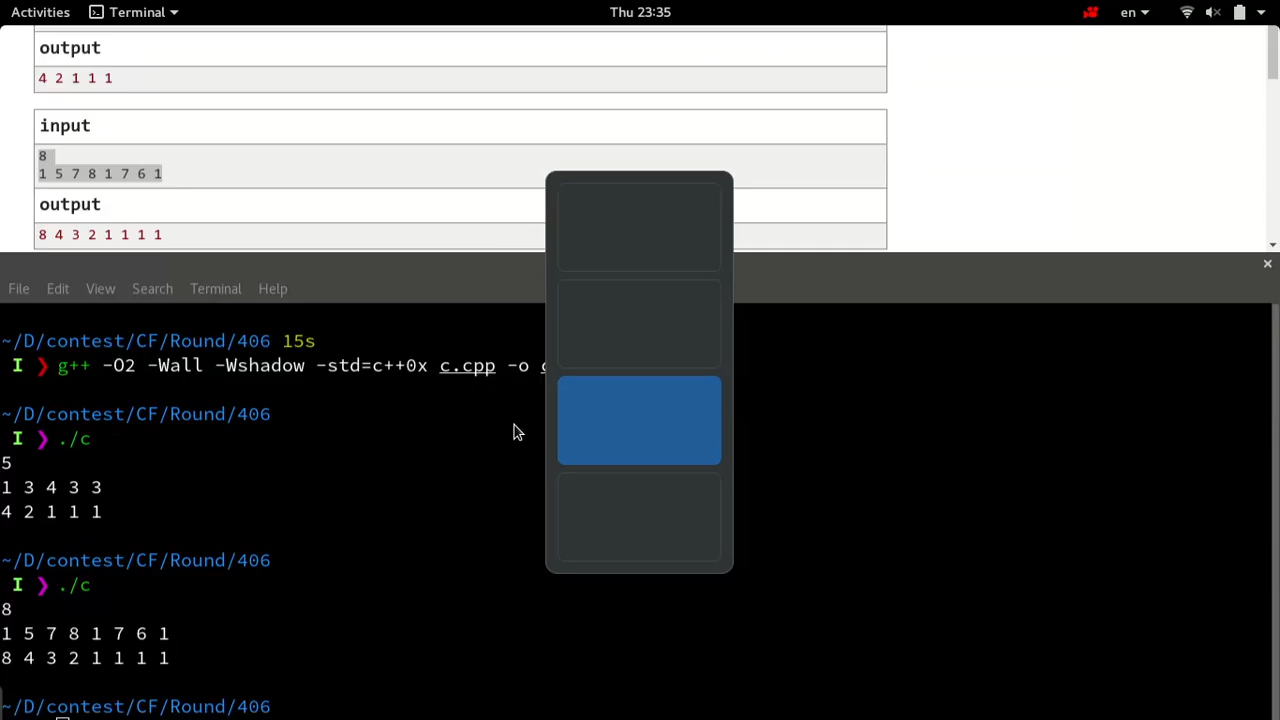 Activities Terminal Thu 23:35 en
output
4 2 1 1 1
input
8
1 5 7 8 1 7 6 1
output
8 4 3 2 1 1 1 1
File Edit View Search Terminal Help
~/D/contest/CF/Round/406 15s
I ❯ g++ -O2 -Wall -Wshadow -std=c++0x c.cpp -o
~/D/contest/CF/Round/406
I ❯ ./c
5
1 3 4 3 3
4 2 1 1 1
~/D/contest/CF/Round/406
I ❯ ./c
8
1 5 7 8 1 7 6 1
8 4 3 2 1 1 1 1
~/D/contest/CF/Round/406